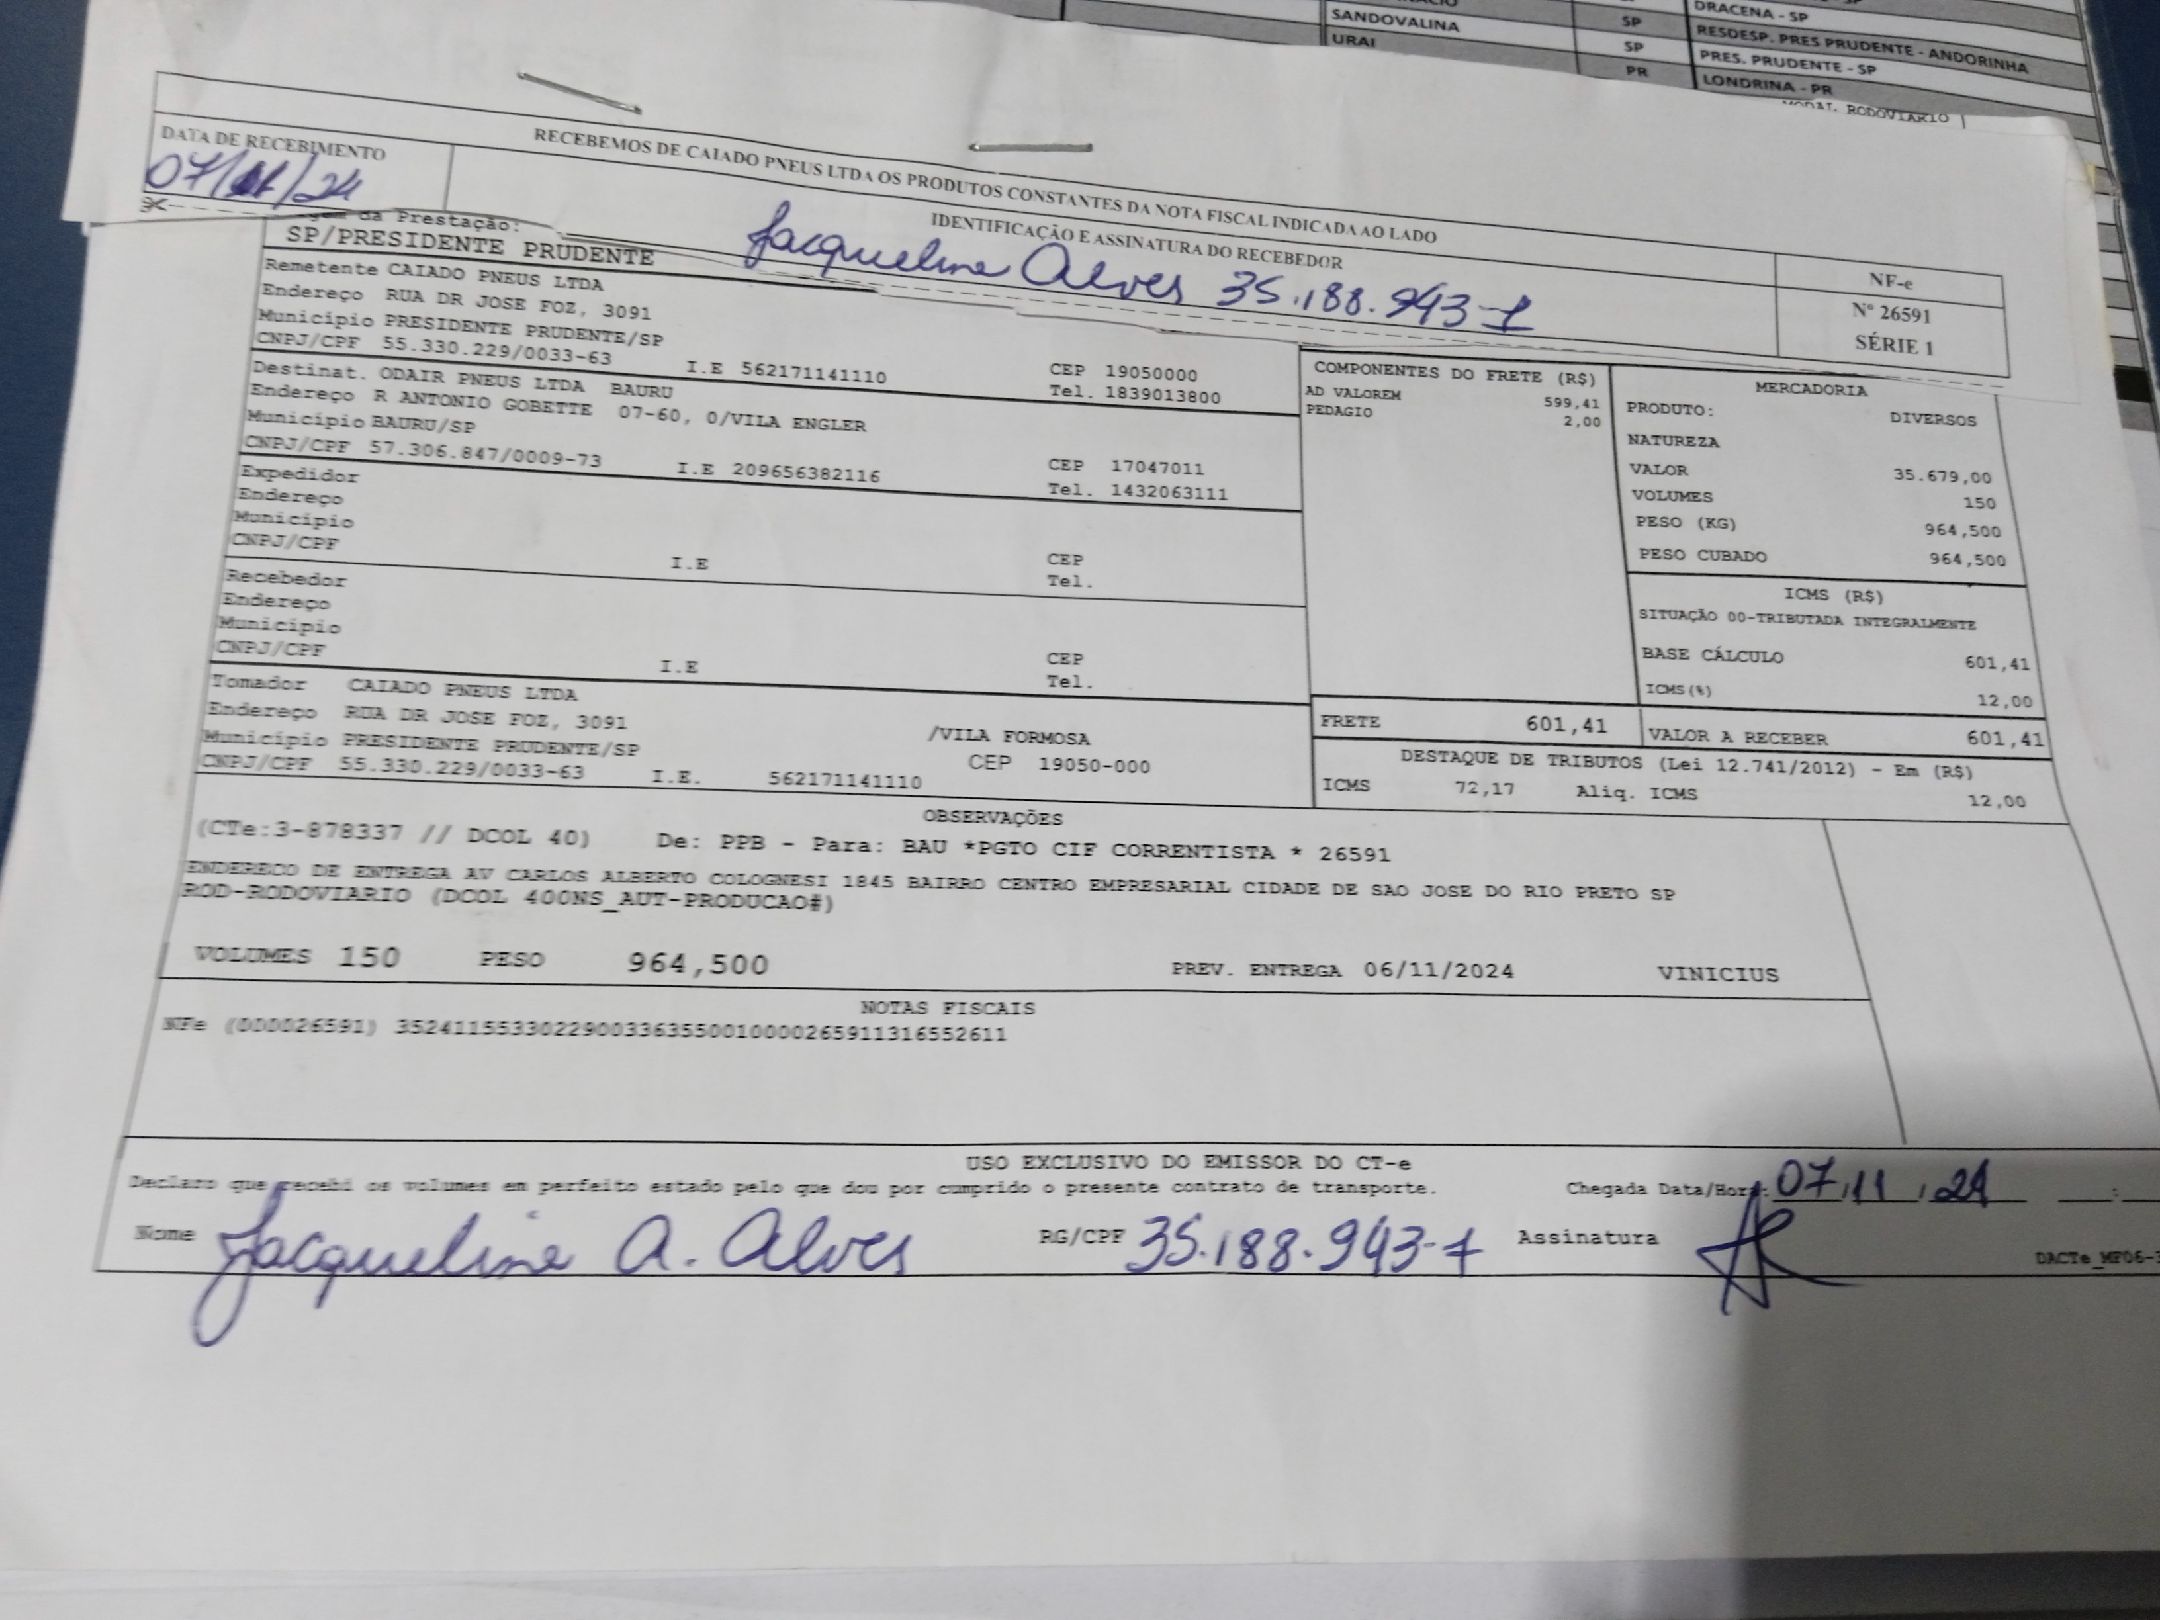 SANDOVALINA SP
URAI SP
PR
DRACENA - SP
RESDESP. PRES PRUDENTE - ANDORINHA
PRES. PRUDENTE - SP
LONDRINA - PR
MODAL RODOVIARIO
RECEBEMOS DE CAIADO PNEUS LTDA OS PRODUTOS CONSTANTES DA NOTA FISCAL INDICADA AO LADO
DATA DE RECEBIMENTO
07/11/24
IDENTIFICAÇÃO E ASSINATURA DO RECEBEDOR
Jacqueline Alves 35.188.943-1
NF-e
Nº 26591
SÉRIE 1
da Prestação:
SP/PRESIDENTE PRUDENTE
Remetente CAIADO PNEUS LTDA
Endereço RUA DR JOSE FOZ, 3091
Município PRESIDENTE PRUDENTE/SP
CNPJ/CPF 55.330.229/0033-63 I.E 562171141110 CEP 19050000
Tel. 1839013800
Destinat. ODAIR PNEUS LTDA BAURU
Endereço R ANTONIO GOBETTE 07-60, 0/VILA ENGLER
Município BAURU/SP
CNPJ/CPF 57.306.847/0009-73 I.E 209656382116 CEP 17047011
Tel. 1432063111
Expedidor
Endereço
Município
CNPJ/CPF I.E CEP
Tel.
Recebedor
Endereço
Município
CNPJ/CPF I.E CEP
Tel.
Tomador CAIADO PNEUS LTDA
Endereço RUA DR JOSE FOZ, 3091 /VILA FORMOSA
Município PRESIDENTE PRUDENTE/SP CEP 19050-000
CNPJ/CPF 55.330.229/0033-63 I.E. 562171141110
COMPONENTES DO FRETE (R$)
AD VALOREM 599,41
PEDAGIO 2,00
MERCADORIA
PRODUTO: DIVERSOS
NATUREZA
VALOR 35.679,00
VOLUMES 150
PESO (KG) 964,500
PESO CUBADO 964,500
ICMS (R$)
SITUAÇÃO 00-TRIBUTADA INTEGRALMENTE
BASE CÁLCULO 601,41
ICMS(%) 12,00
FRETE 601,41 VALOR A RECEBER 601,41
DESTAQUE DE TRIBUTOS (Lei 12.741/2012) - Em (R$)
ICMS 72,17 Aliq. ICMS 12,00
OBSERVAÇÕES
(CTe:3-878337 // DCOL 40) De: PPB - Para: BAU *PGTO CIF CORRENTISTA * 26591
ENDERECO DE ENTREGA AV CARLOS ALBERTO COLOGNESI 1845 BAIRRO CENTRO EMPRESARIAL CIDADE DE SAO JOSE DO RIO PRETO SP
ROD-RODOVIARIO (DCOL 400NS_AUT-PRODUCAO#)
VOLUMES 150 PESO 964,500 PREV. ENTREGA 06/11/2024 VINICIUS
NOTAS FISCAIS
NFe (000026591) 35241155330229003363550010000265911316552611
USO EXCLUSIVO DO EMISSOR DO CT-e
Declaro que recebi os volumes em perfeito estado pelo que dou por cumprido o presente contrato de transporte. Chegada Data/Hora: 07/11/24 :
Nome Jacqueline A. Alves RG/CPF 35.188.943-1 Assinatura